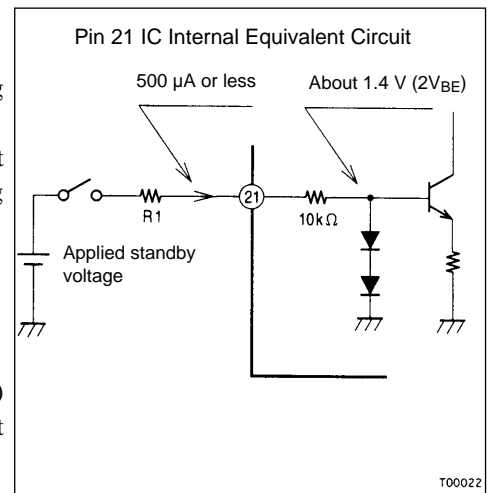 Pin 21 IC Internal Equivalent Circuit
500 µA or less
About 1.4 V (2VBE)
21
R1
10kΩ
Applied standby
voltage
T00022